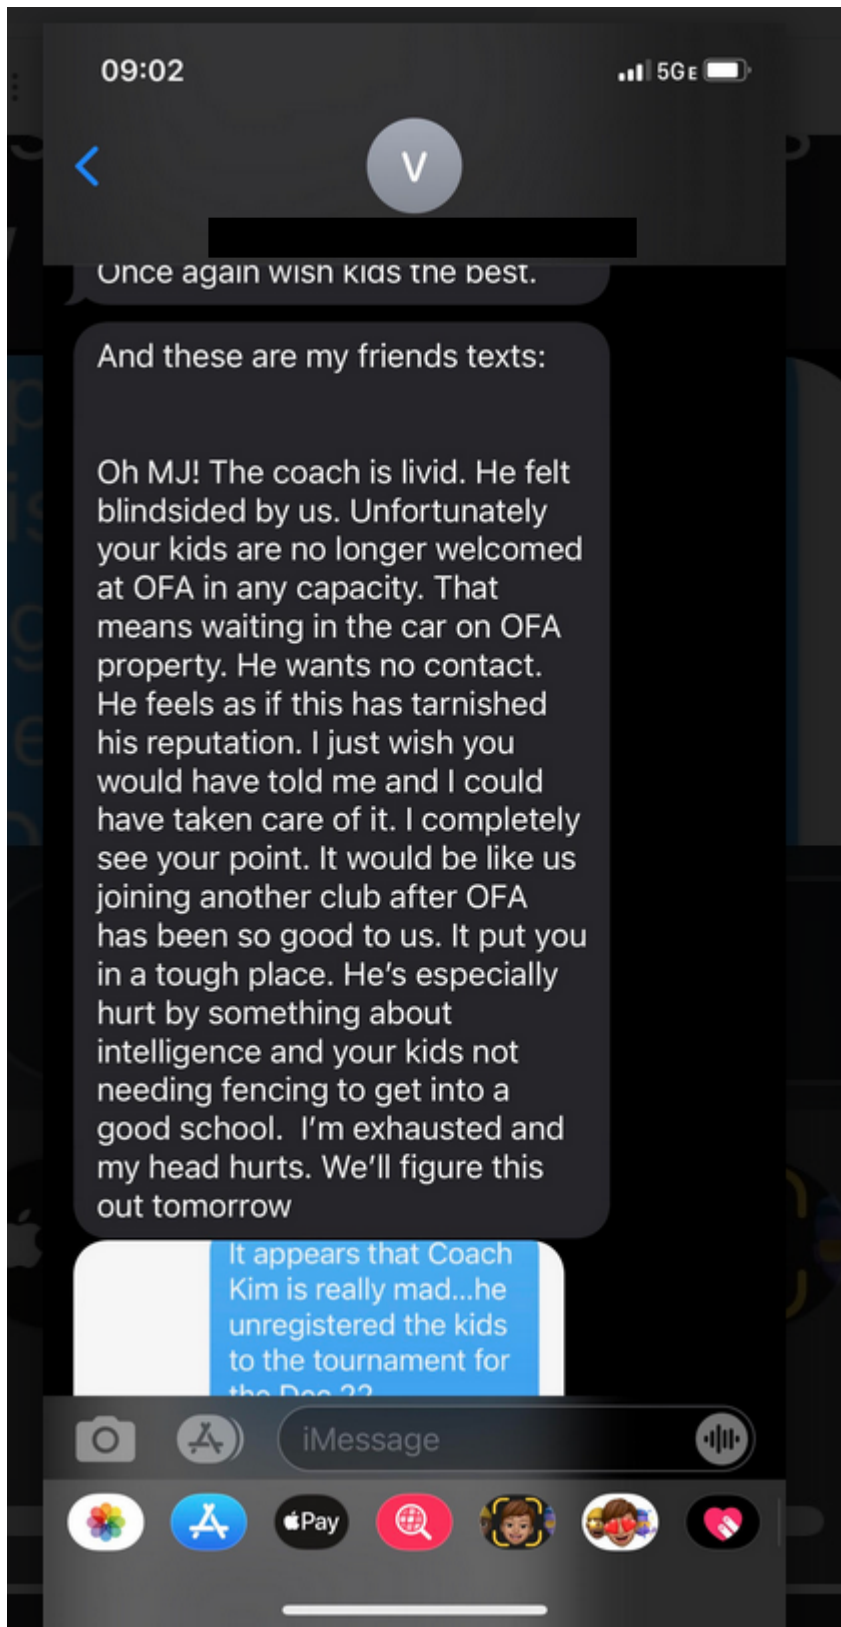 09:02
5GE
V
Once again wish kids the best.
And these are my friends texts:
Oh MJ! The coach is livid. He felt
blindsided by us. Unfortunately
your kids are no longer welcomed
at OFA in any capacity. That
means waiting in the car on OFA
property. He wants no contact.
He feels as if this has tarnished
his reputation. I just wish you
would have told me and I could
have taken care of it. I completely
see your point. It would be like us
joining another club after OFA
has been so good to us. It put you
in a tough place. He’s especially
hurt by something about
intelligence and your kids not
needing fencing to get into a
good school.  I’m exhausted and
my head hurts. We’ll figure this
out tomorrow
It appears that Coach
Kim is really mad...he
unregistered the kids
to the tournament for
the Dec 22
iMessage
Pay